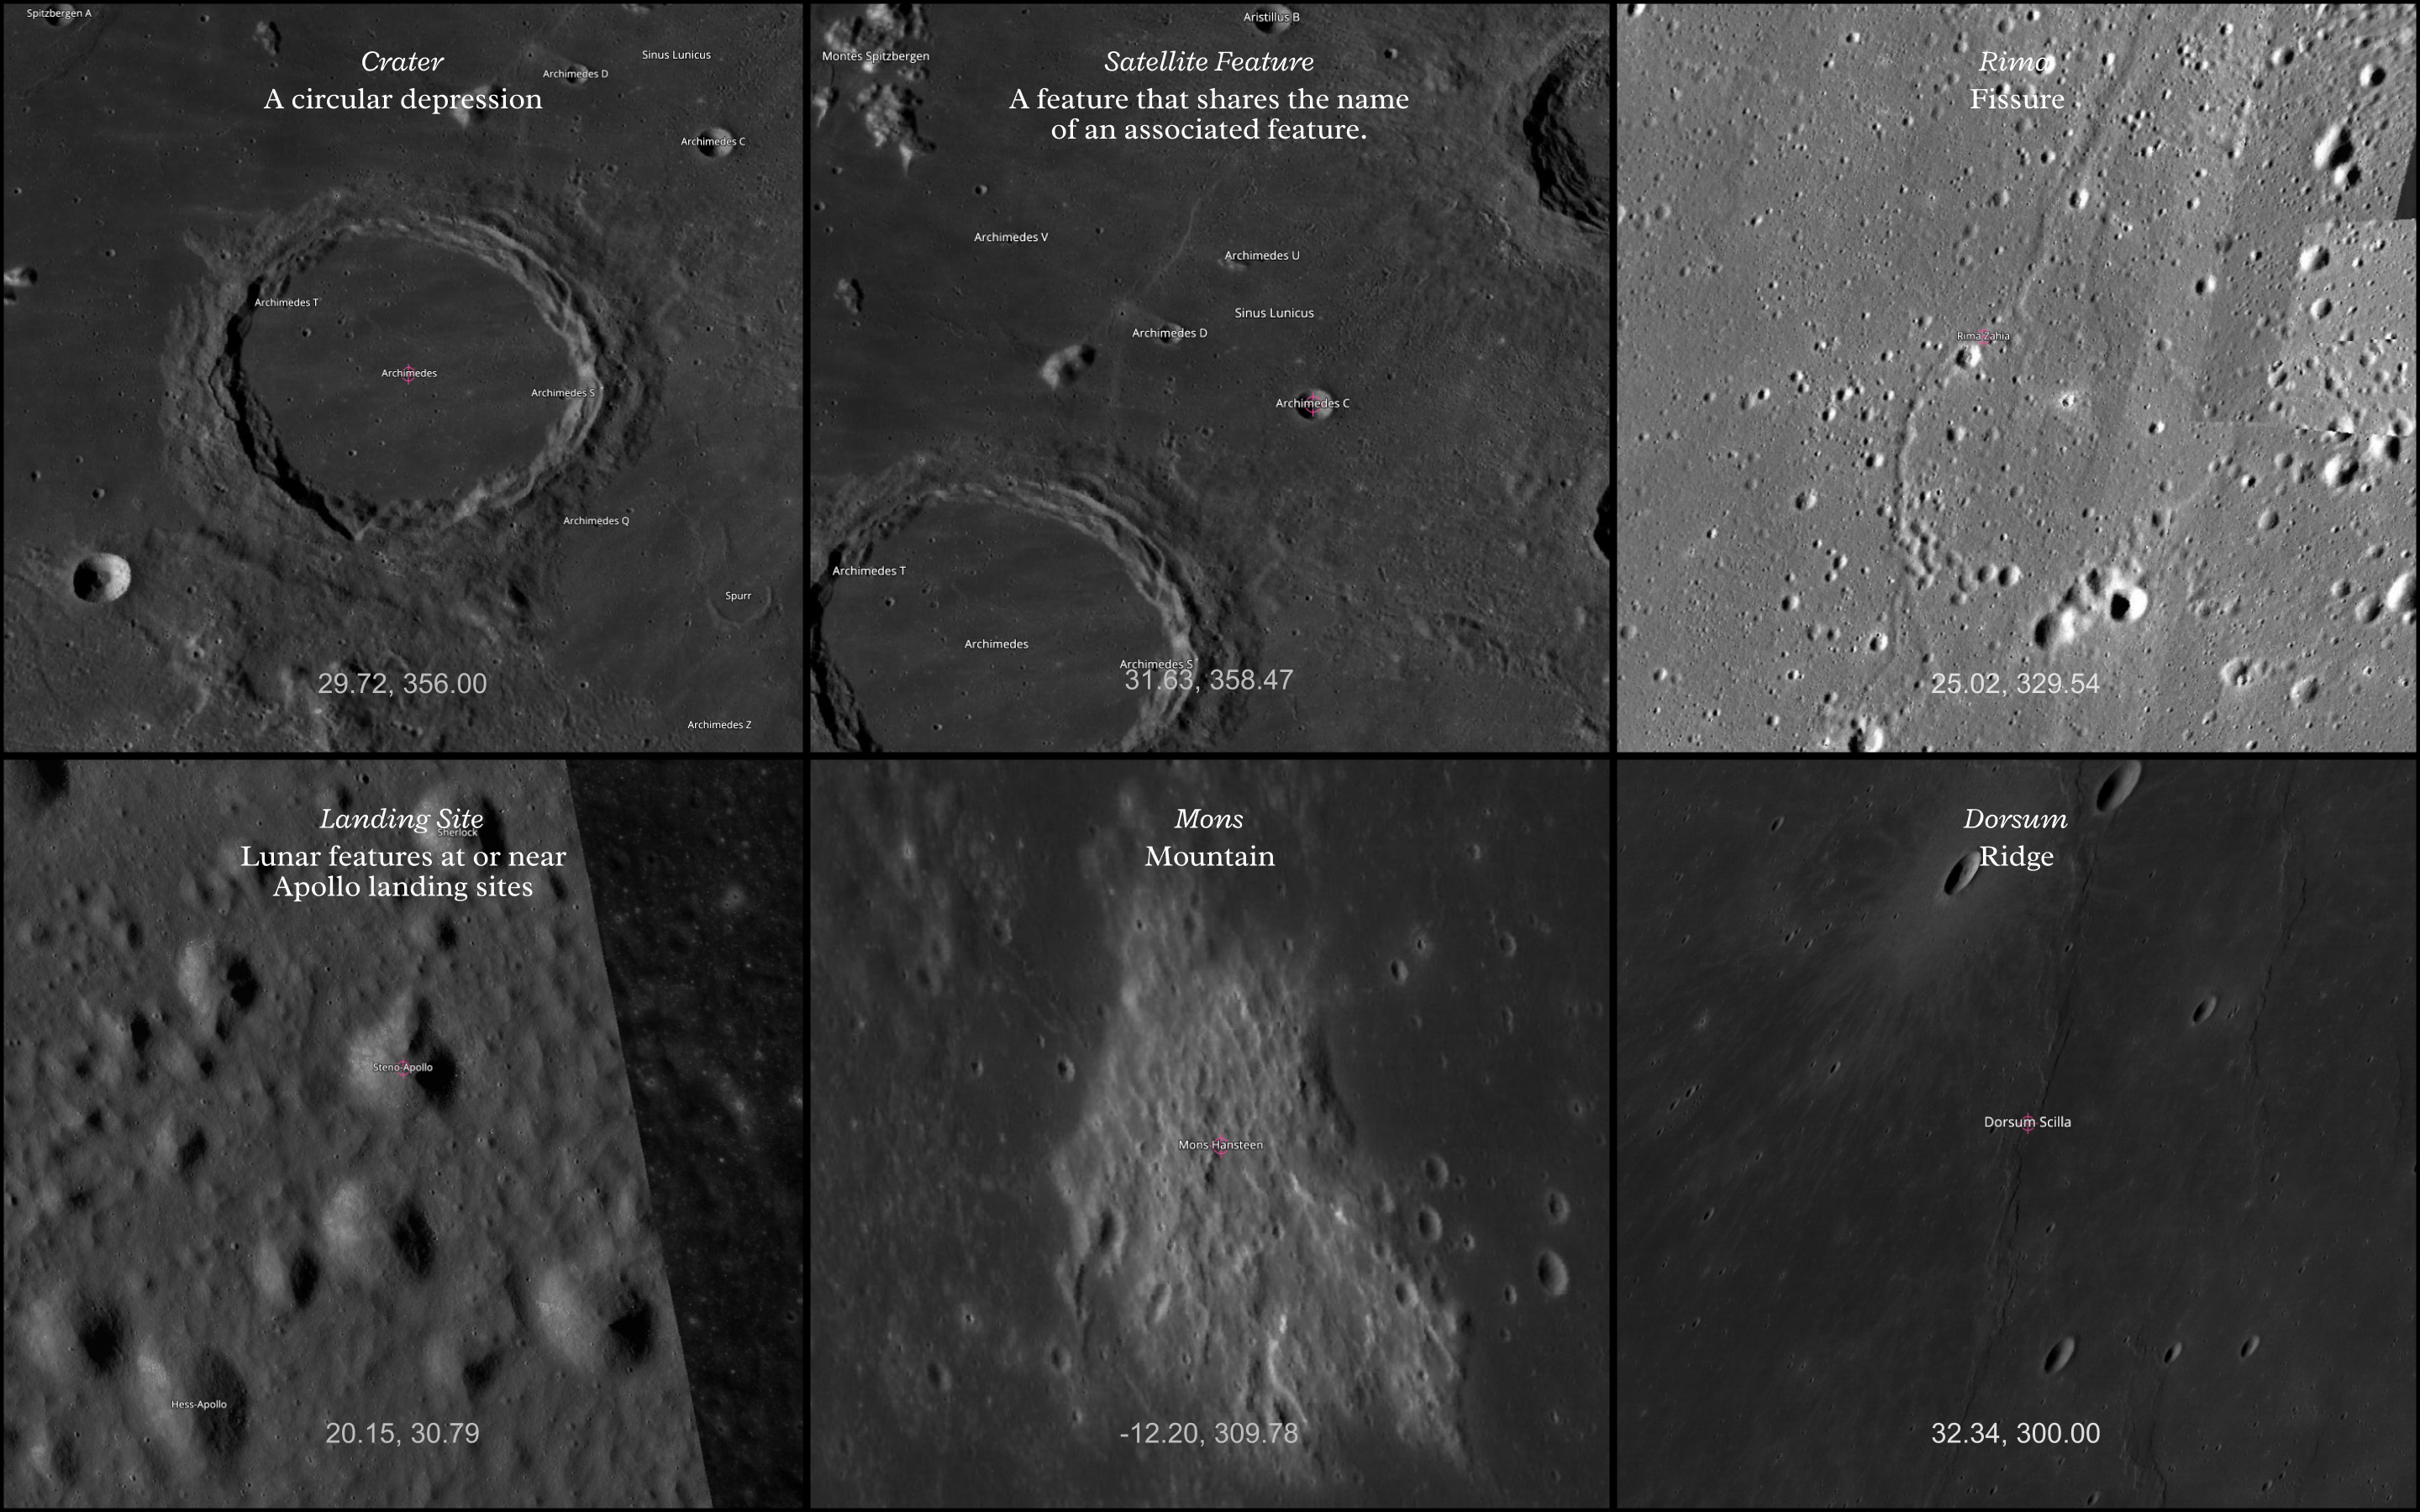 Spitzbergen A
Crater
Sinus Lunicus
Archimedes D
A circular depression
Archimedes C
Archimedes T
Archimedes
Archimedes S
Archimedes Q
Spurr
29.72, 356.00
Archimedes Z
Aristillus B
Montes Spitzbergen
Satellite Feature
A feature that shares the name
of an associated feature.
Archimedes V
Archimedes U
Sinus Lunicus
Archimedes D
Archimedes C
Archimedes T
Archimedes
Archimedes S
31.63, 358.47
Rima
Fissure
Rima Zahia
25.02, 329.54
Landing Site
Sherlock
Lunar features at or near
Apollo landing sites
Steno-Apollo
Hess-Apollo
20.15, 30.79
Mons
Mountain
Mons Hansteen
-12.20, 309.78
Dorsum
Ridge
Dorsum Scilla
32.34, 300.00